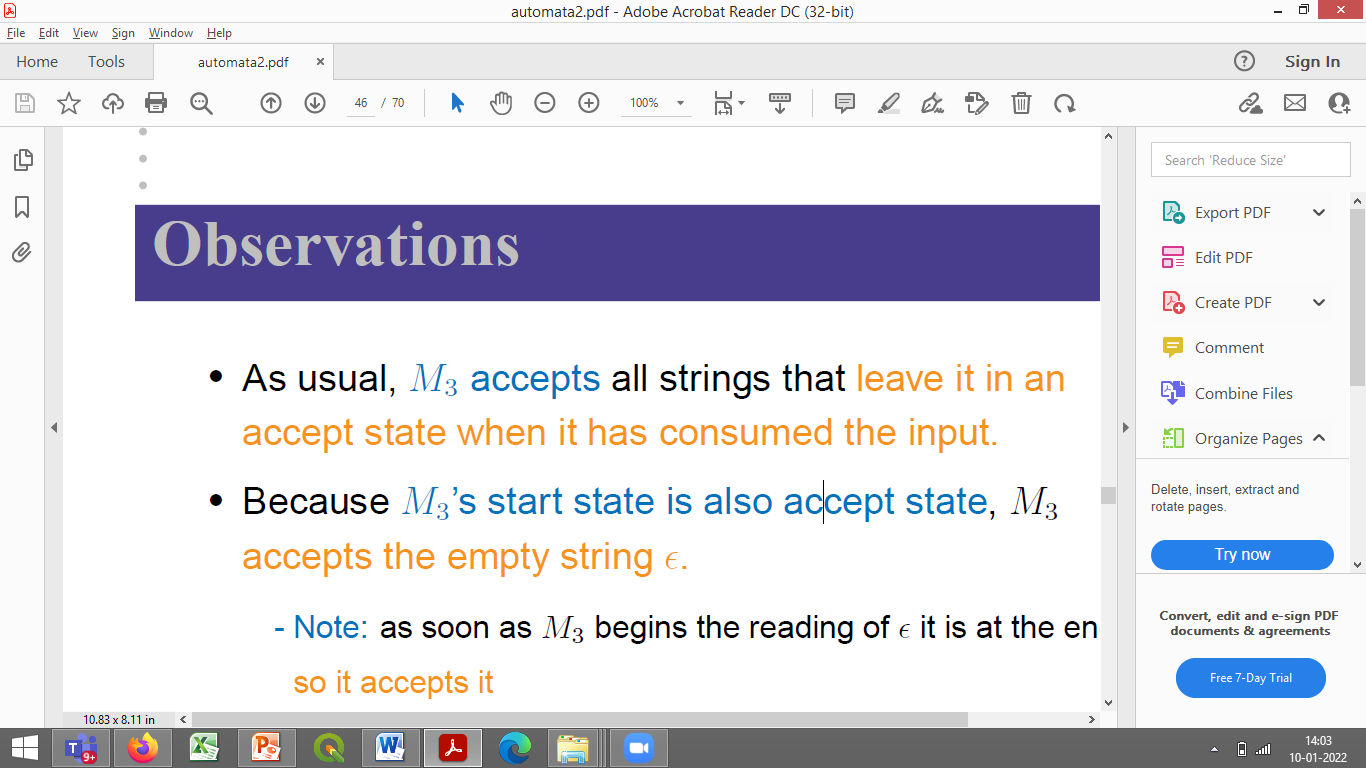 automata2.pdf - Adobe Acrobat Reader DC (32-bit)
File Edit View Sign Window Help
Home Tools automata2.pdf × Sign In
46 / 70 100%
Observations
• As usual, M3 accepts all strings that leave it in an
accept state when it has consumed the input.
• Because M3's start state is also accept state, M3
accepts the empty string ϵ.
- Note: as soon as M3 begins the reading of ϵ it is at the en
so it accepts it
10.83 x 8.11 in
Search 'Reduce Size'
Export PDF
Edit PDF
Create PDF
Comment
Combine Files
Organize Pages
Delete, insert, extract and
rotate pages.
Try now
Convert, edit and e-sign PDF
documents & agreements
Free 7-Day Trial
9+
14:03
10-01-2022